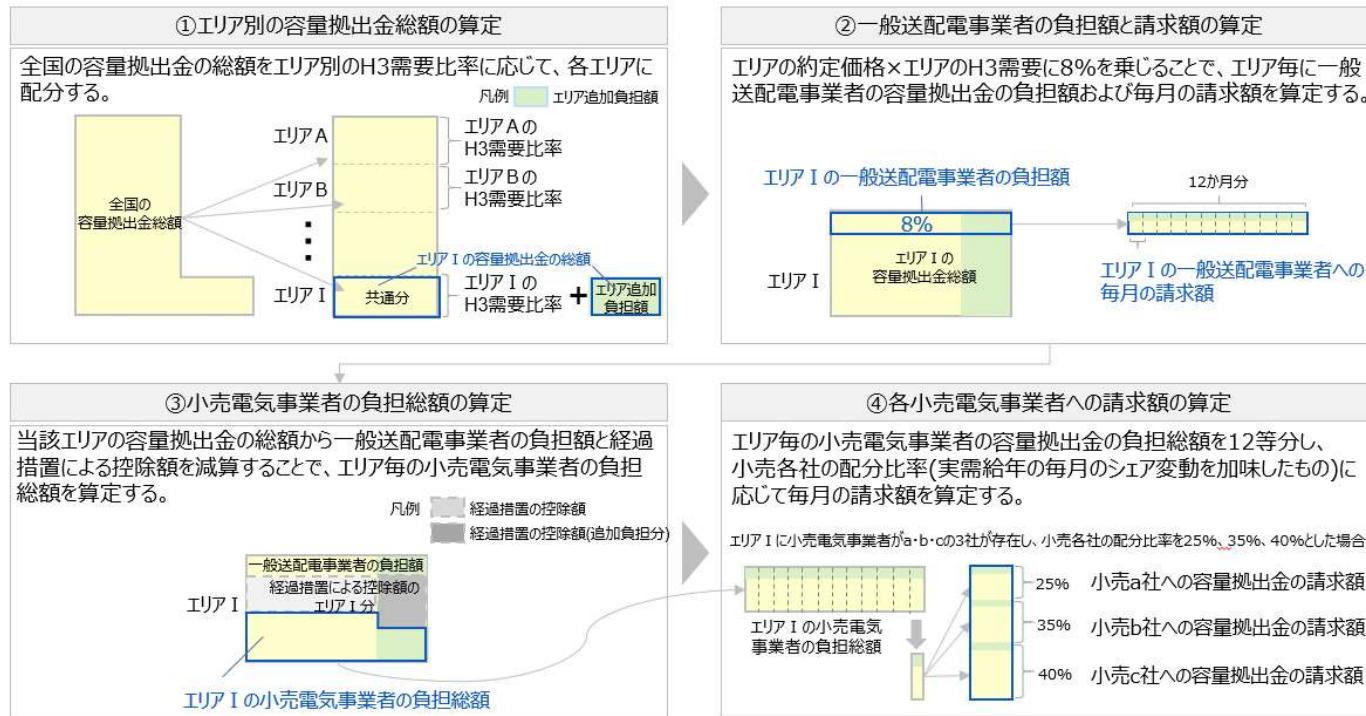 ①エリア別の容量拠出金総額の算定
全国の容量拠出金の総額をエリア別のH3需要比率に応じて、各エリアに
配分する。
凡例 エリア追加負担額
エリアA
エリアB
エリアⅠ
全国の
容量拠出金総額
エリアAの
H3需要比率
エリアBの
H3需要比率
エリアⅠの容量拠出金の総額
共通分
エリアⅠの
H3需要比率
+
エリア追加
負担額
②一般送配電事業者の負担額と請求額の算定
エリアの約定価格×エリアのH3需要に8%を乗じることで、エリア毎に一般
送配電事業者の容量拠出金の負担額および毎月の請求額を算定する。
エリアⅠの一般送配電事業者の負担額
12か月分
8%
エリアⅠ
エリアⅠの
容量拠出金総額
エリアⅠの一般送配電事業者への
毎月の請求額
③小売電気事業者の負担総額の算定
当該エリアの容量拠出金の総額から一般送配電事業者の負担額と経過
措置による控除額を減算することで、エリア毎の小売電気事業者の負担
総額を算定する。
凡例 経過措置の控除額
経過措置の控除額(追加負担分)
一般送配電事業者の負担額
経過措置による控除額の
エリアⅠ分
エリアⅠ
エリアⅠの小売電気事業者の負担総額
④各小売電気事業者への請求額の算定
エリア毎の小売電気事業者の容量拠出金の負担総額を12等分し、
小売各社の配分比率(実需給年の毎月のシェア変動を加味したもの)に
応じて毎月の請求額を算定する。
エリアⅠに小売電気事業者がa・b・cの3社が存在し、小売各社の配分比率を25%、35%、40%とした場合
エリアⅠの小売電気
事業者の負担総額
25% 小売a社への容量拠出金の請求額
35% 小売b社への容量拠出金の請求額
40% 小売c社への容量拠出金の請求額